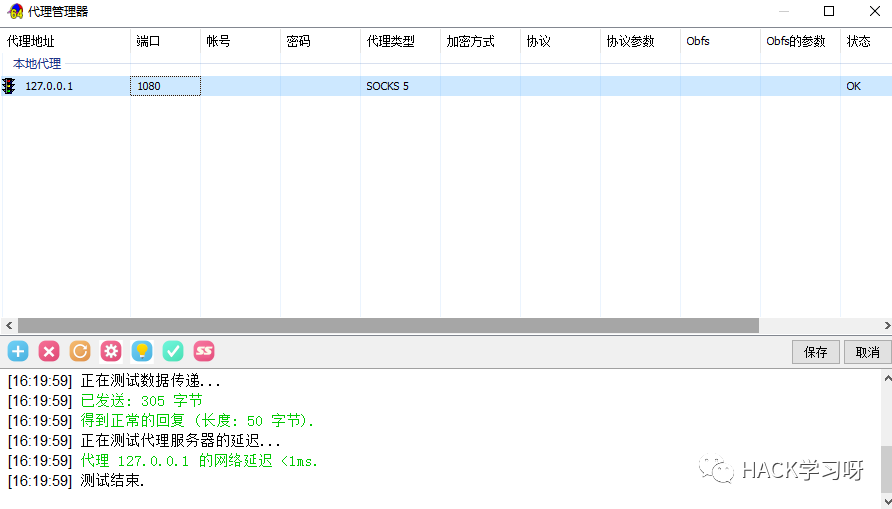 代理管理器
代理地址 端口 帐号 密码 代理类型 加密方式 协议 协议参数 Obfs Obfs的参数 状态
本地代理
127.0.0.1 1080 SOCKS 5 OK
SS 保存 取消
[16:19:59] 正在测试数据传递...
[16:19:59] 已发送: 305 字节
[16:19:59] 得到正常的回复 (长度: 50 字节).
[16:19:59] 正在测试代理服务器的延迟...
[16:19:59] 代理 127.0.0.1 的网络延迟 <1ms.
[16:19:59] 测试结束.
HACK学习呀